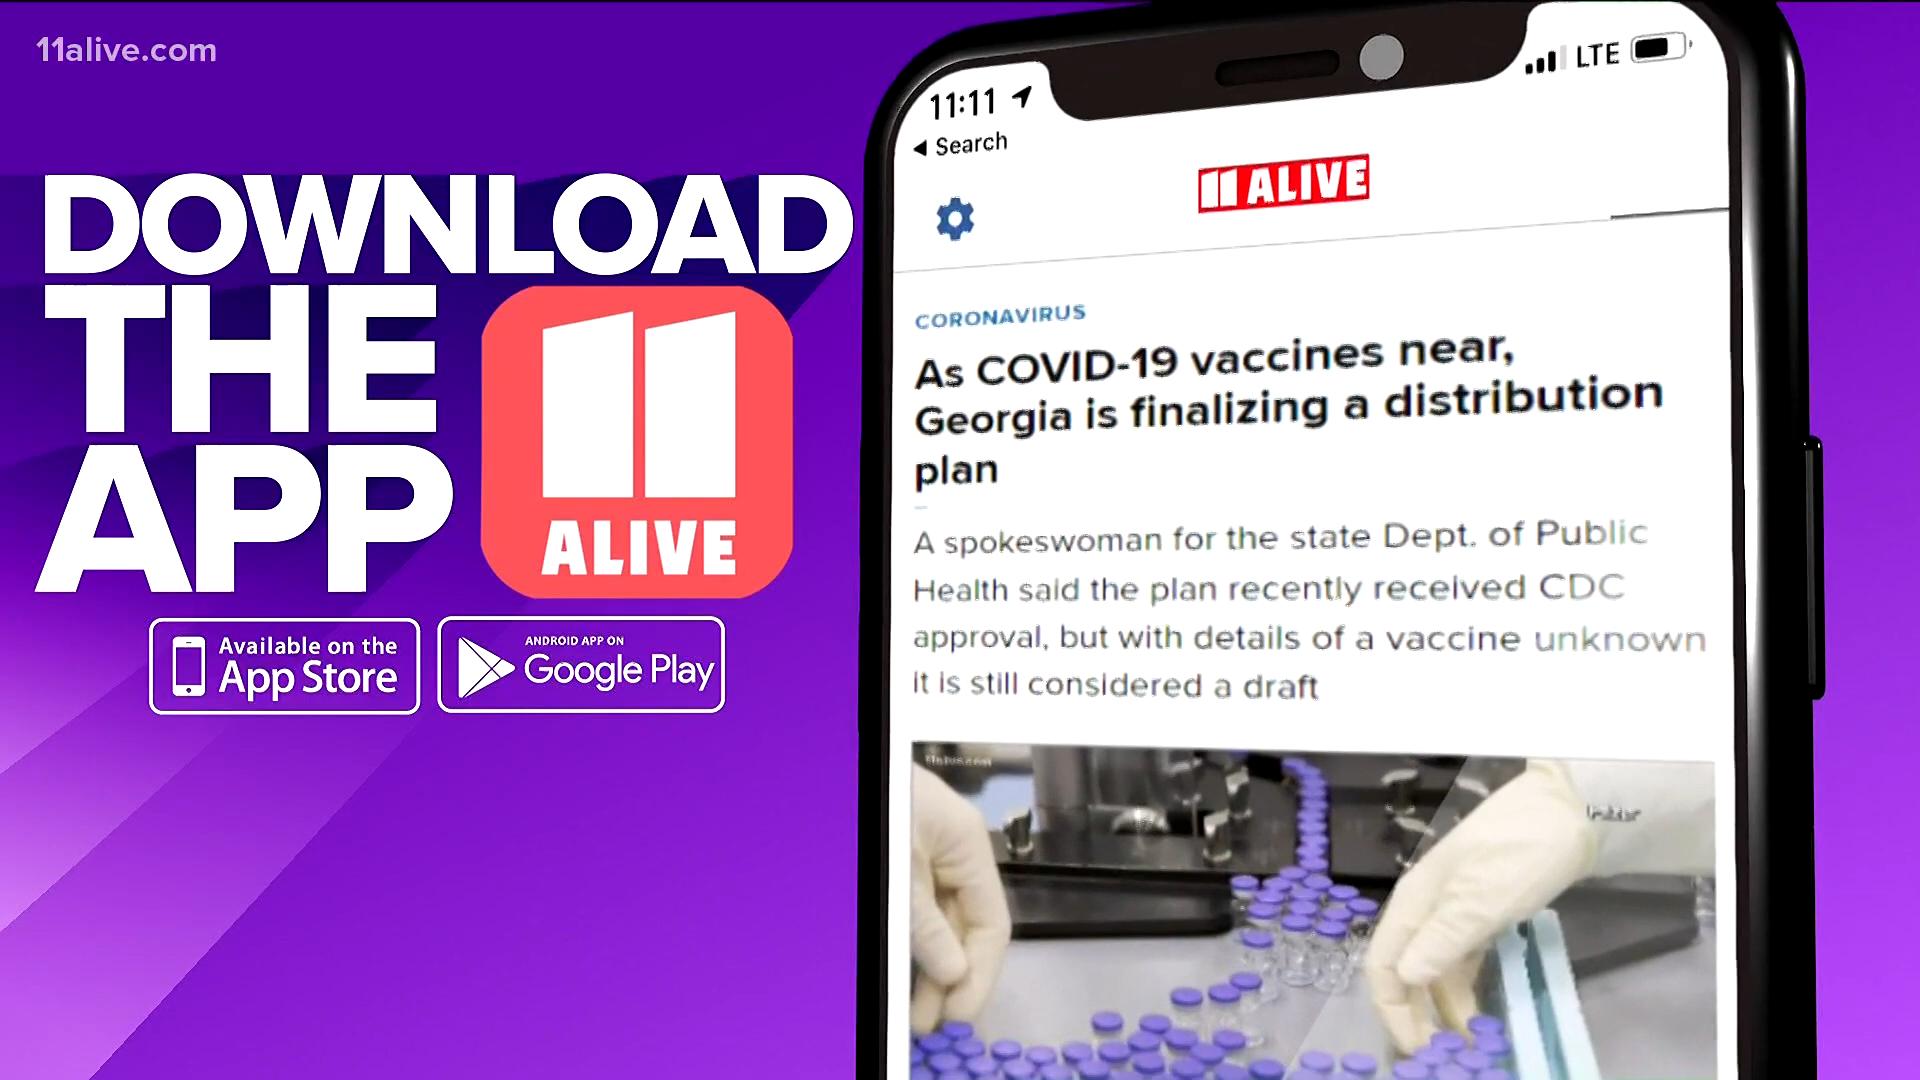 11alive.com
DOWNLOAD
THE
APP
11
ALIVE
Available on the
App Store
ANDROID APP ON
Google Play
11:11
LTE
Search
11 ALIVE
CORONAVIRUS
As COVID-19 vaccines near,
Georgia is finalizing a distribution
plan
A spokeswoman for the state Dept. of Public
Health said the plan recently received CDC
approval, but with details of a vaccine unknown
it is still considered a draft